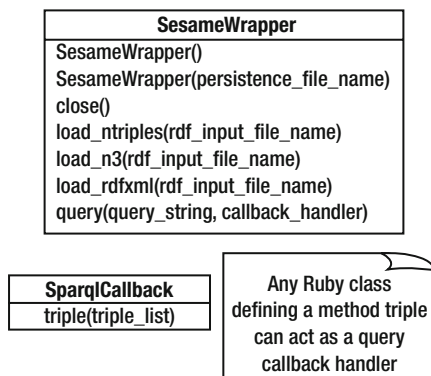 SesameWrapper
SesameWrapper()
SesameWrapper(persistence_file_name)
close()
load_ntriples(rdf_input_file_name)
load_n3(rdf_input_file_name)
load_rdfxml(rdf_input_file_name)
query(query_string, callback_handler)
SparqlCallback
triple(triple_list)
Any Ruby class
defining a method triple
can act as a query
callback handler